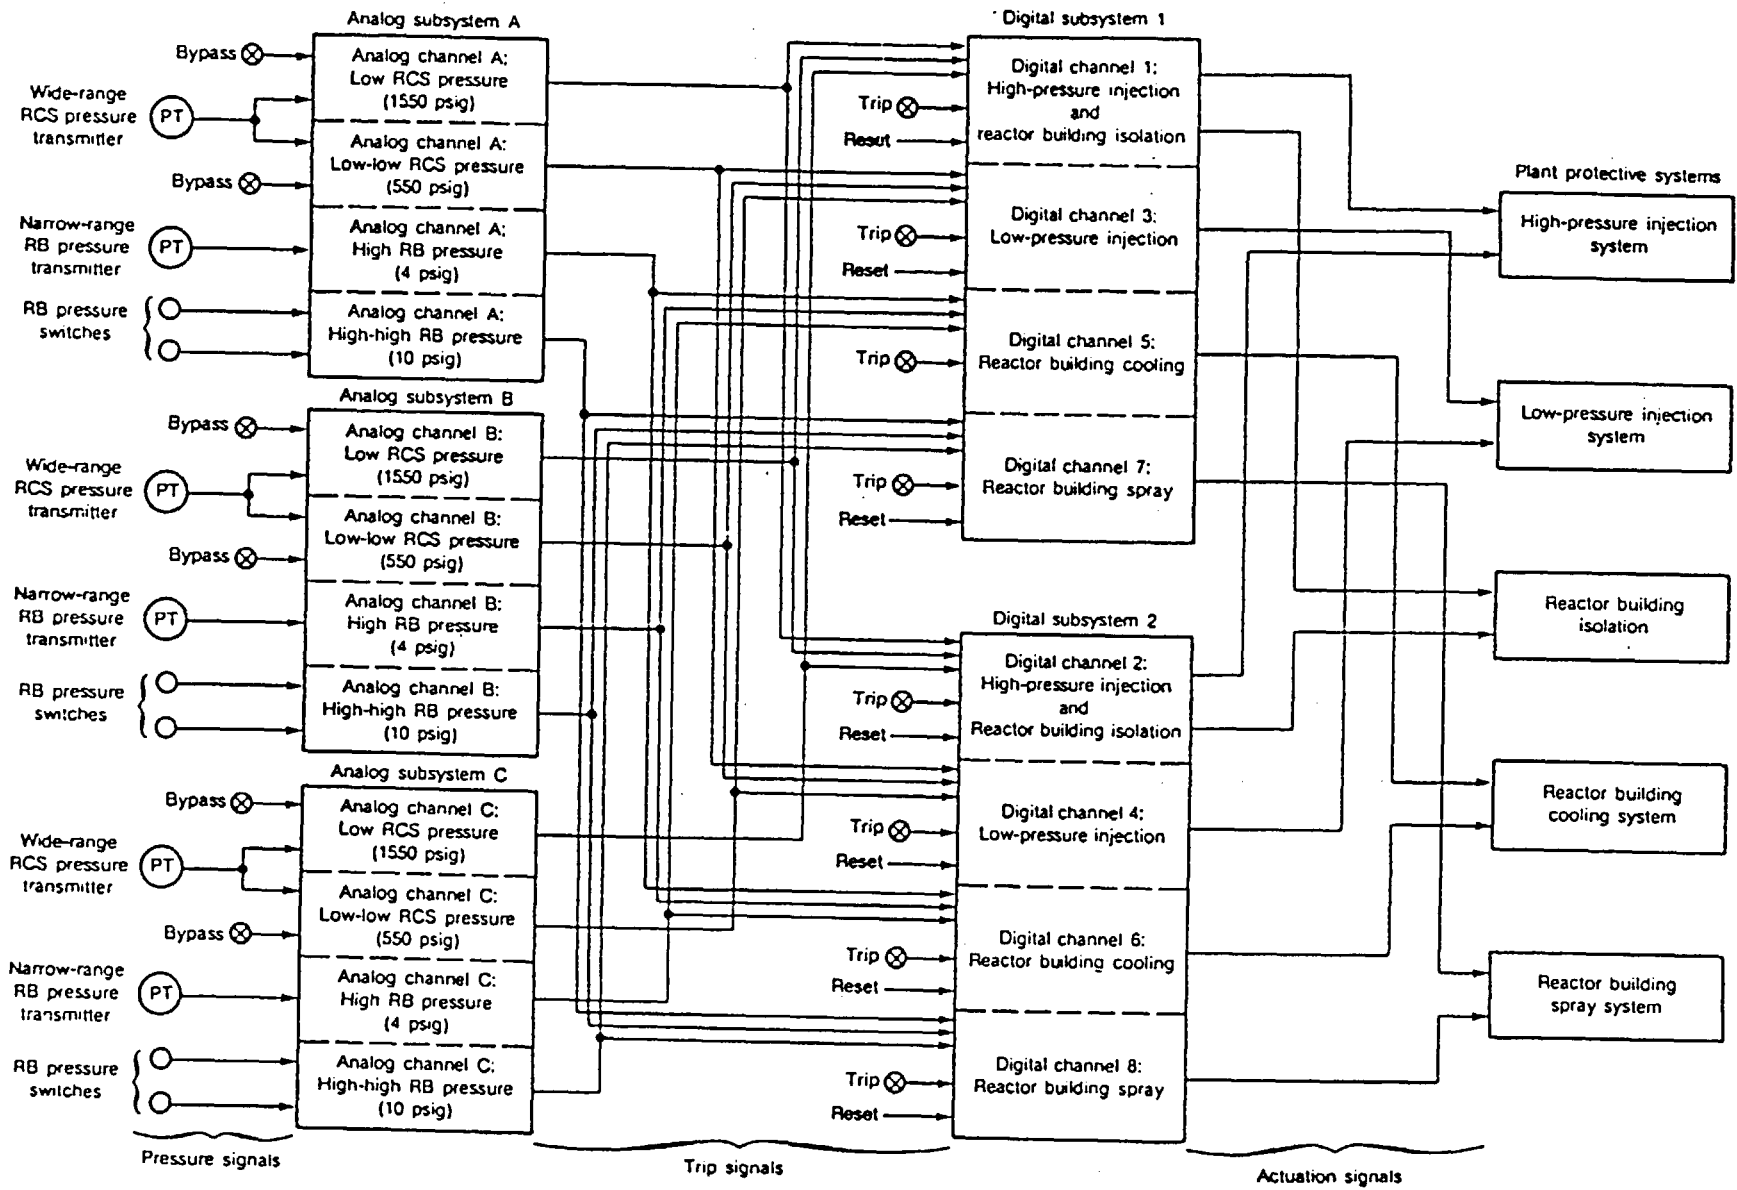 Analog subsystem A
Bypass
Wide-range
RCS pressure
transmitter
PT
Bypass
Narrow-range
RB pressure
transmitter
PT
RB pressure
switches
Analog channel A:
Low RCS pressure
(1550 psig)
Analog channel A:
Low-low RCS pressure
(550 psig)
Analog channel A:
High RB pressure
(4 psig)
Analog channel A:
High-high RB pressure
(10 psig)
Analog subsystem B
Bypass
Wide-range
RCS pressure
transmitter
PT
Bypass
Narrow-range
RB pressure
transmitter
PT
RB pressure
switches
Analog channel B:
Low RCS pressure
(1550 psig)
Analog channel B:
Low-low RCS pressure
(550 psig)
Analog channel B:
High RB pressure
(4 psig)
Analog channel B:
High-high RB pressure
(10 psig)
Analog subsystem C
Bypass
Wide-range
RCS pressure
transmitter
PT
Bypass
Narrow-range
RB pressure
transmitter
PT
RB pressure
switches
Analog channel C:
Low RCS pressure
(1550 psig)
Analog channel C:
Low-low RCS pressure
(550 psig)
Analog channel C:
High RB pressure
(4 psig)
Analog channel C:
High-high RB pressure
(10 psig)
Digital subsystem 1
Trip
Reset
Digital channel 1:
High-pressure injection
and
reactor building isolation
Trip
Reset
Digital channel 3:
Low-pressure injection
Trip
Digital channel 5:
Reactor building cooling
Trip
Reset
Digital channel 7:
Reactor building spray
Digital subsystem 2
Trip
Reset
Digital channel 2:
High-pressure injection
and
Reactor building isolation
Trip
Reset
Digital channel 4:
Low-pressure injection
Trip
Reset
Digital channel 6:
Reactor building cooling
Trip
Reset
Digital channel 8:
Reactor building spray
Plant protective systems
High-pressure injection
system
Low-pressure injection
system
Reactor building
isolation
Reactor building
cooling system
Reactor building
spray system
Pressure signals
Trip signals
Actuation signals